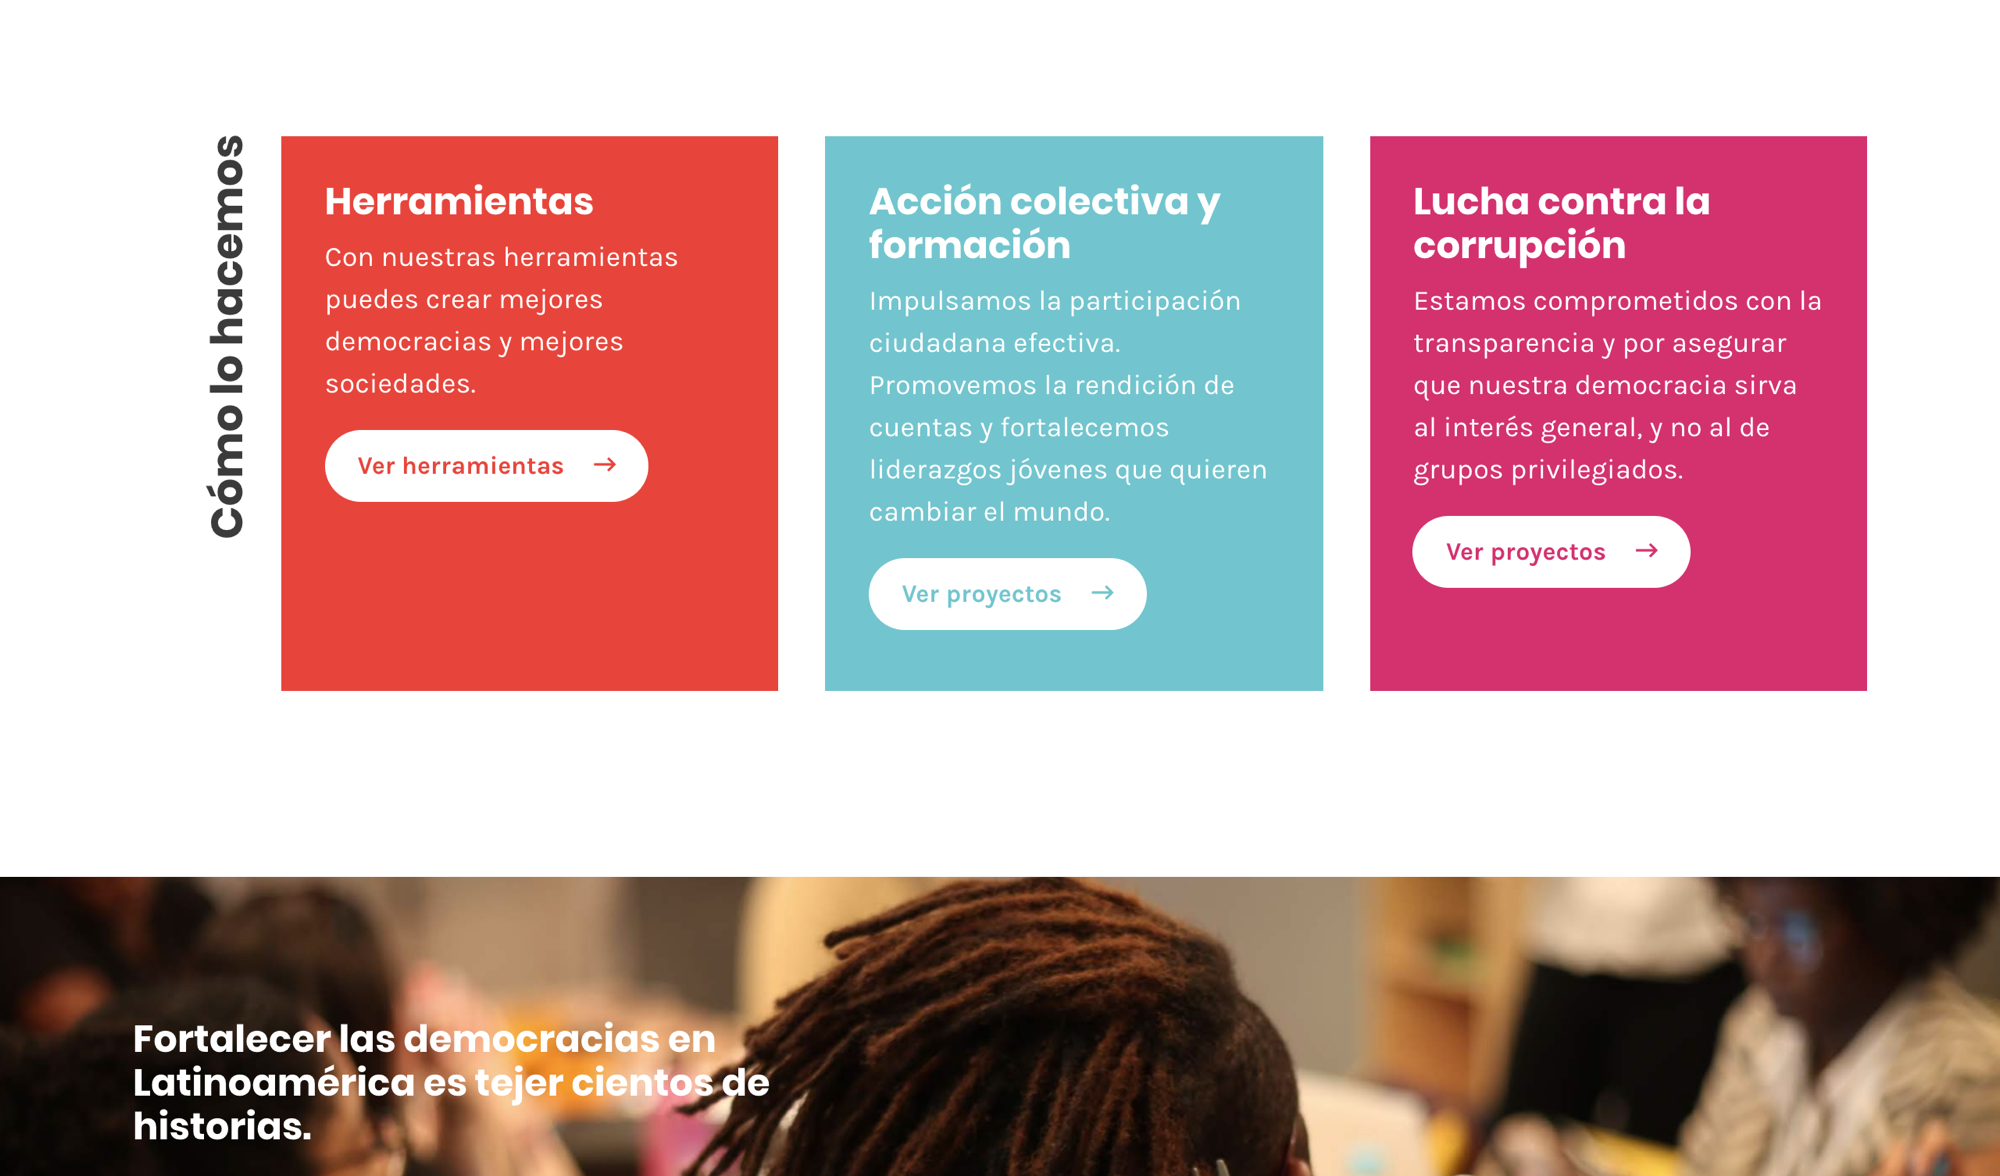 Cómo lo hacemos
Herramientas
Con nuestras herramientas
puedes crear mejores
democracias y mejores
sociedades.
Ver herramientas →
Acción colectiva y
formación
Impulsamos la participación
ciudadana efectiva.
Promovemos la rendición de
cuentas y fortalecemos
liderazgos jóvenes que quieren
cambiar el mundo.
Ver proyectos →
Lucha contra la
corrupción
Estamos comprometidos con la
transparencia y por asegurar
que nuestra democracia sirva
al interés general, y no al de
grupos privilegiados.
Ver proyectos →
Fortalecer las democracias en
Latinoamérica es tejer cientos de
historias.